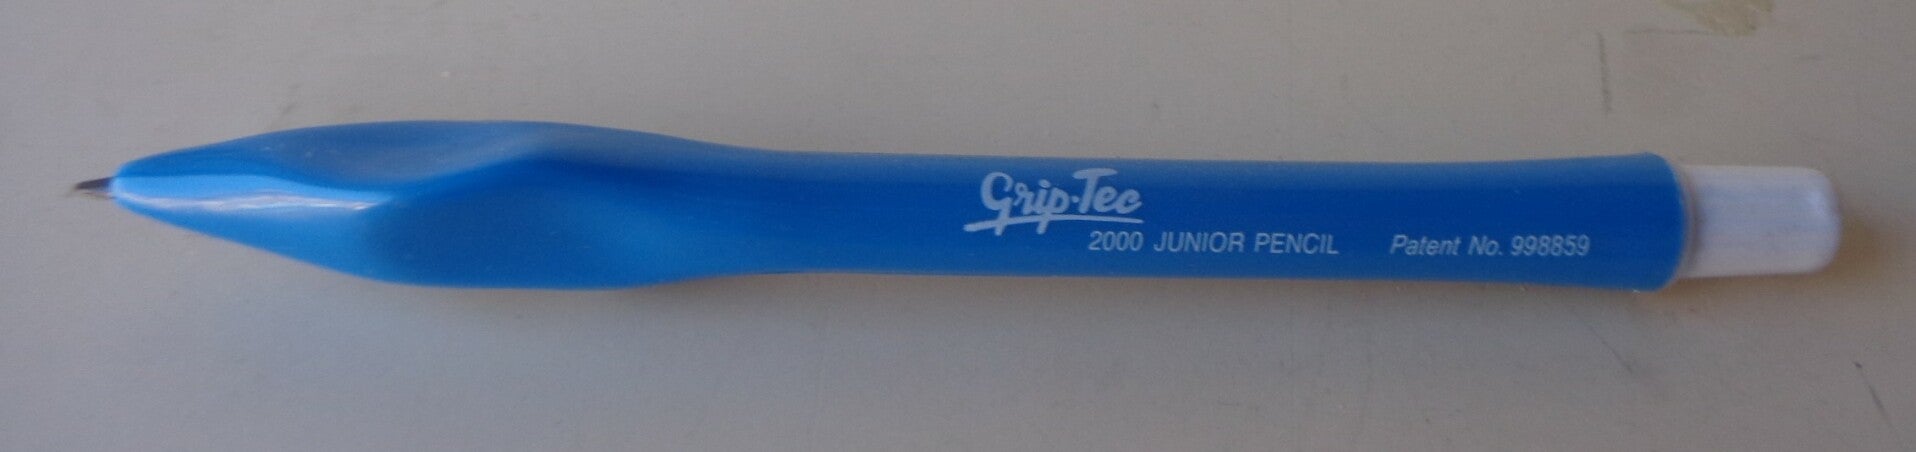 Grip·Tec
2000 JUNIOR PENCIL Patent No. 998859